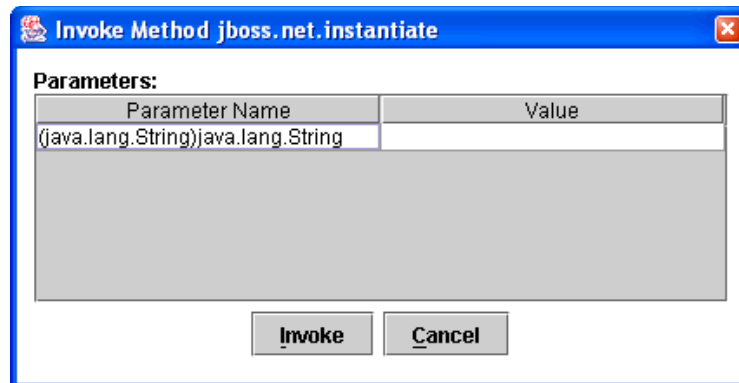 Invoke Method jboss.net.instantiate
Parameters:
Parameter Name Value
(java.lang.String)java.lang.String
Invoke Cancel